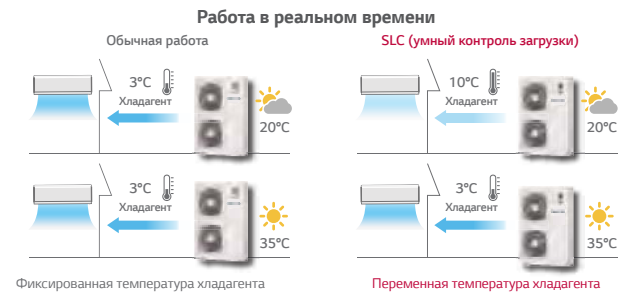 Работа в реальном времени
Обычная работа
SLC (умный контроль загрузки)
3°C
Хладагент
20°C
10°C
Хладагент
20°C
3°C
Хладагент
35°C
3°C
Хладагент
35°C
Фиксированная температура хладагента
Переменная температура хладагента